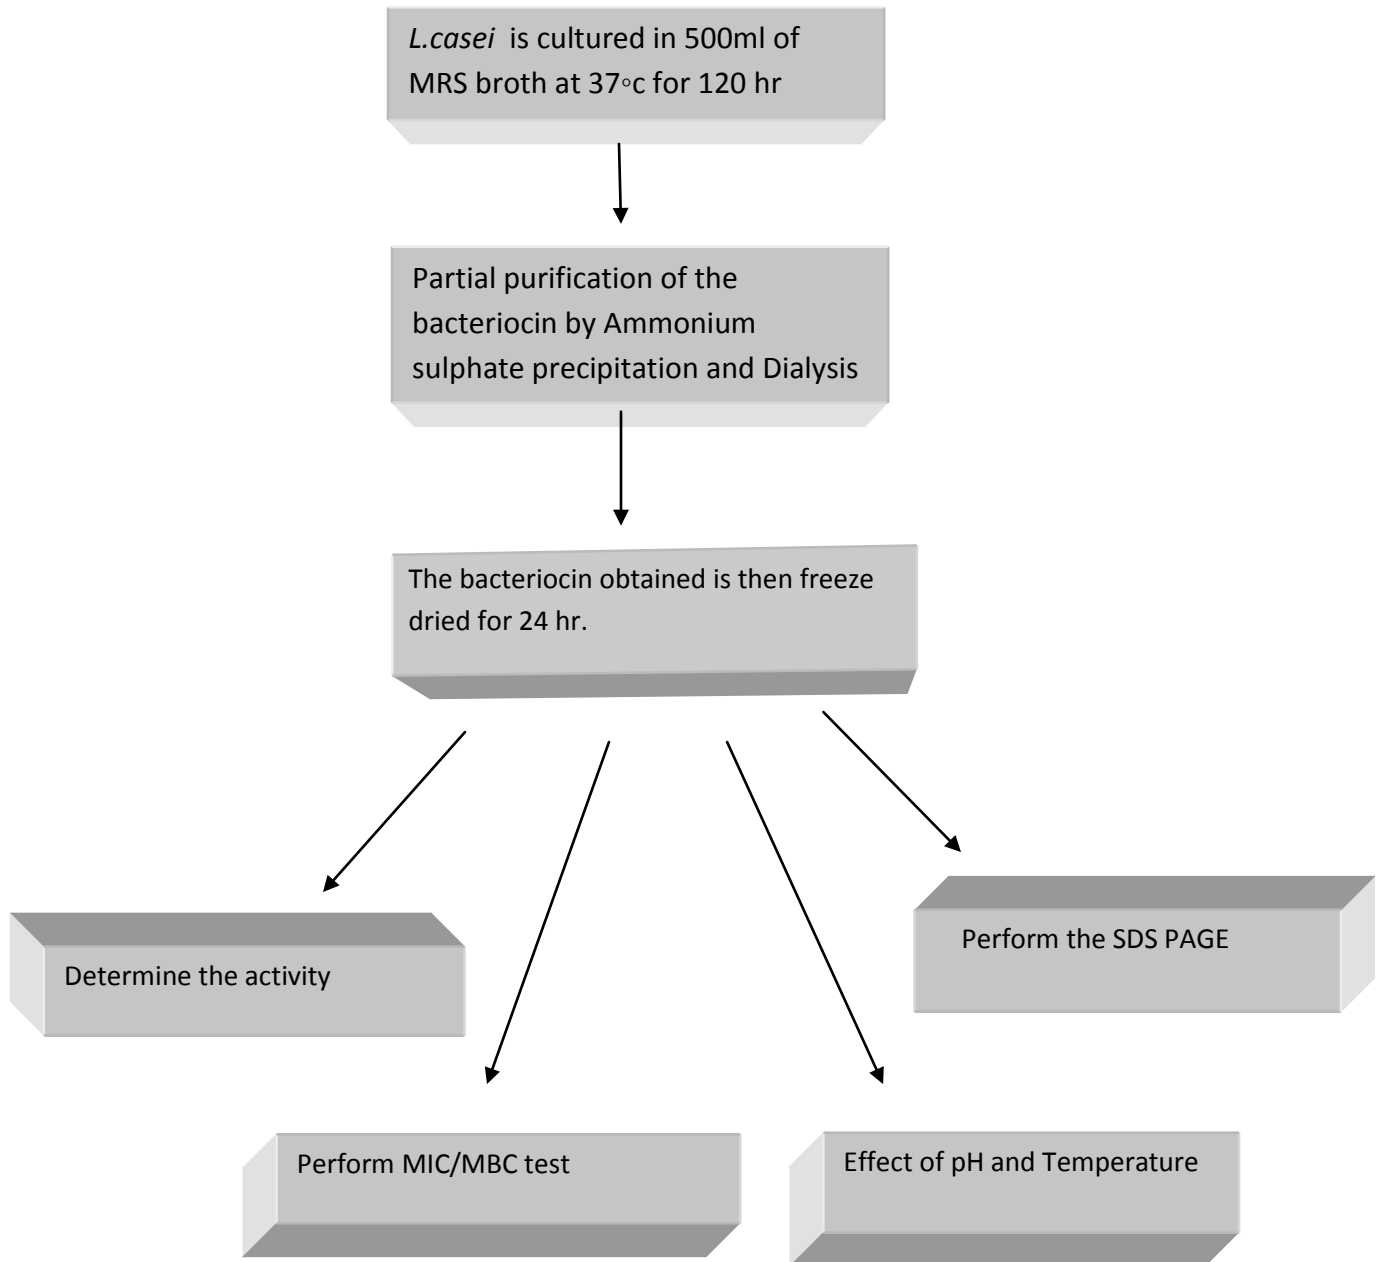 L.casei is cultured in 500ml of
MRS broth at 37◦c for 120 hr
Partial purification of the
bacteriocin by Ammonium
sulphate precipitation and Dialysis
The bacteriocin obtained is then freeze
dried for 24 hr.
Perform the SDS PAGE
Determine the activity
Perform MIC/MBC test
Effect of pH and Temperature